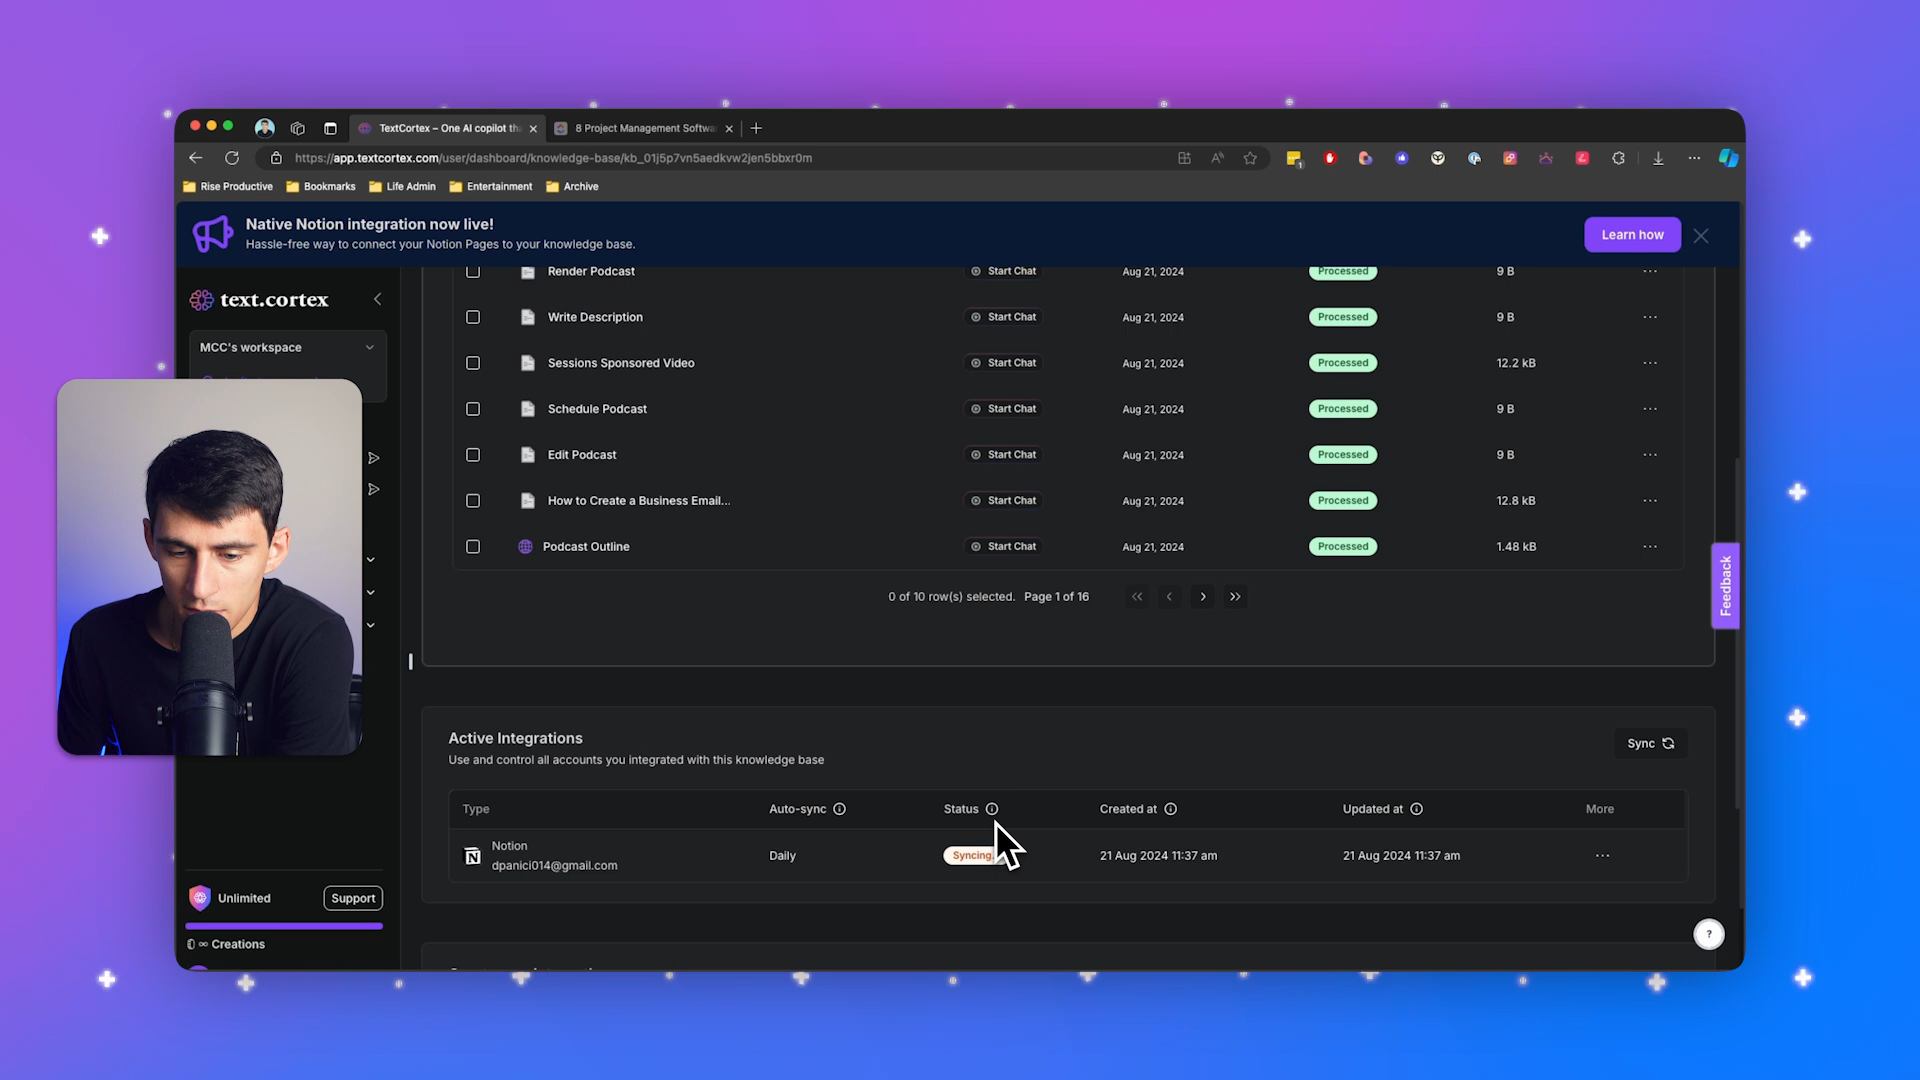 TextCortex – One AI copilot tha
8 Project Management Softwa
https://app.textcortex.com/user/dashboard/knowledge-base/kb_01j5p7vn5aedkvw2jen5bbxr0m
Rise Productive
Bookmarks
Life Admin
Entertainment
Archive
Native Notion integration now live!
Hassle-free way to connect your Notion Pages to your knowledge base.
Learn how
text.cortex
MCC's workspace
Render Podcast Start Chat Aug 21, 2024 Processed 9 B
Write Description Start Chat Aug 21, 2024 Processed 9 B
Sessions Sponsored Video Start Chat Aug 21, 2024 Processed 12.2 kB
Schedule Podcast Start Chat Aug 21, 2024 Processed 9 B
Edit Podcast Start Chat Aug 21, 2024 Processed 9 B
How to Create a Business Email... Start Chat Aug 21, 2024 Processed 12.8 kB
Podcast Outline Start Chat Aug 21, 2024 Processed 1.48 kB
0 of 10 row(s) selected. Page 1 of 16
Feedback
Active Integrations
Use and control all accounts you integrated with this knowledge base
Sync
Type Auto-sync Status Created at Updated at More
Notion
dpanici014@gmail.com
Daily Syncing 21 Aug 2024 11:37 am 21 Aug 2024 11:37 am
Unlimited
Support
∞ Creations
?